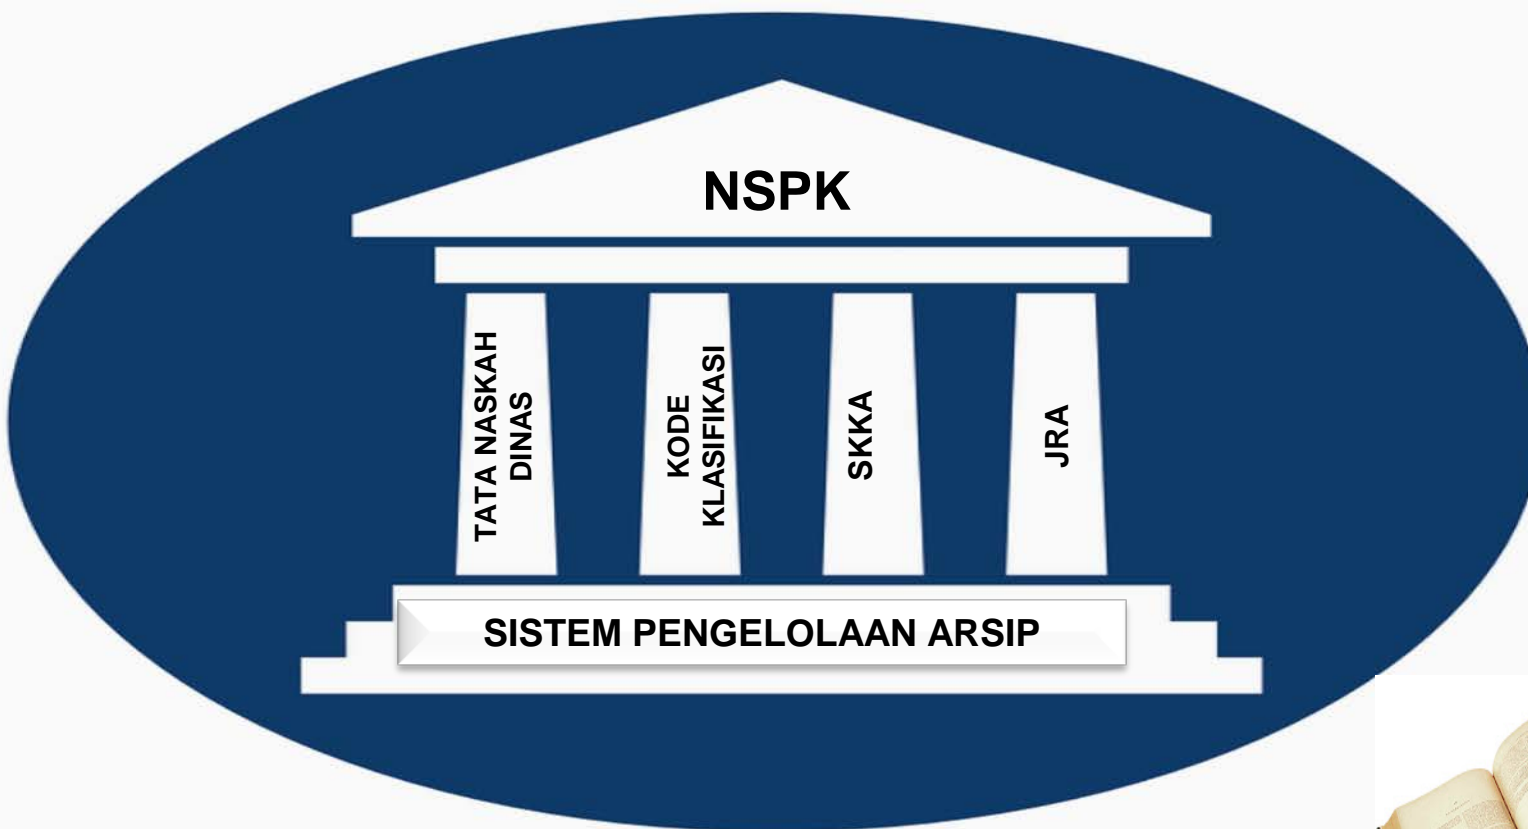 NSPK
TATA NASKAH
DINAS
KODE
KLASIFIKASI
SKKA
JRA
SISTEM PENGELOLAAN ARSIP